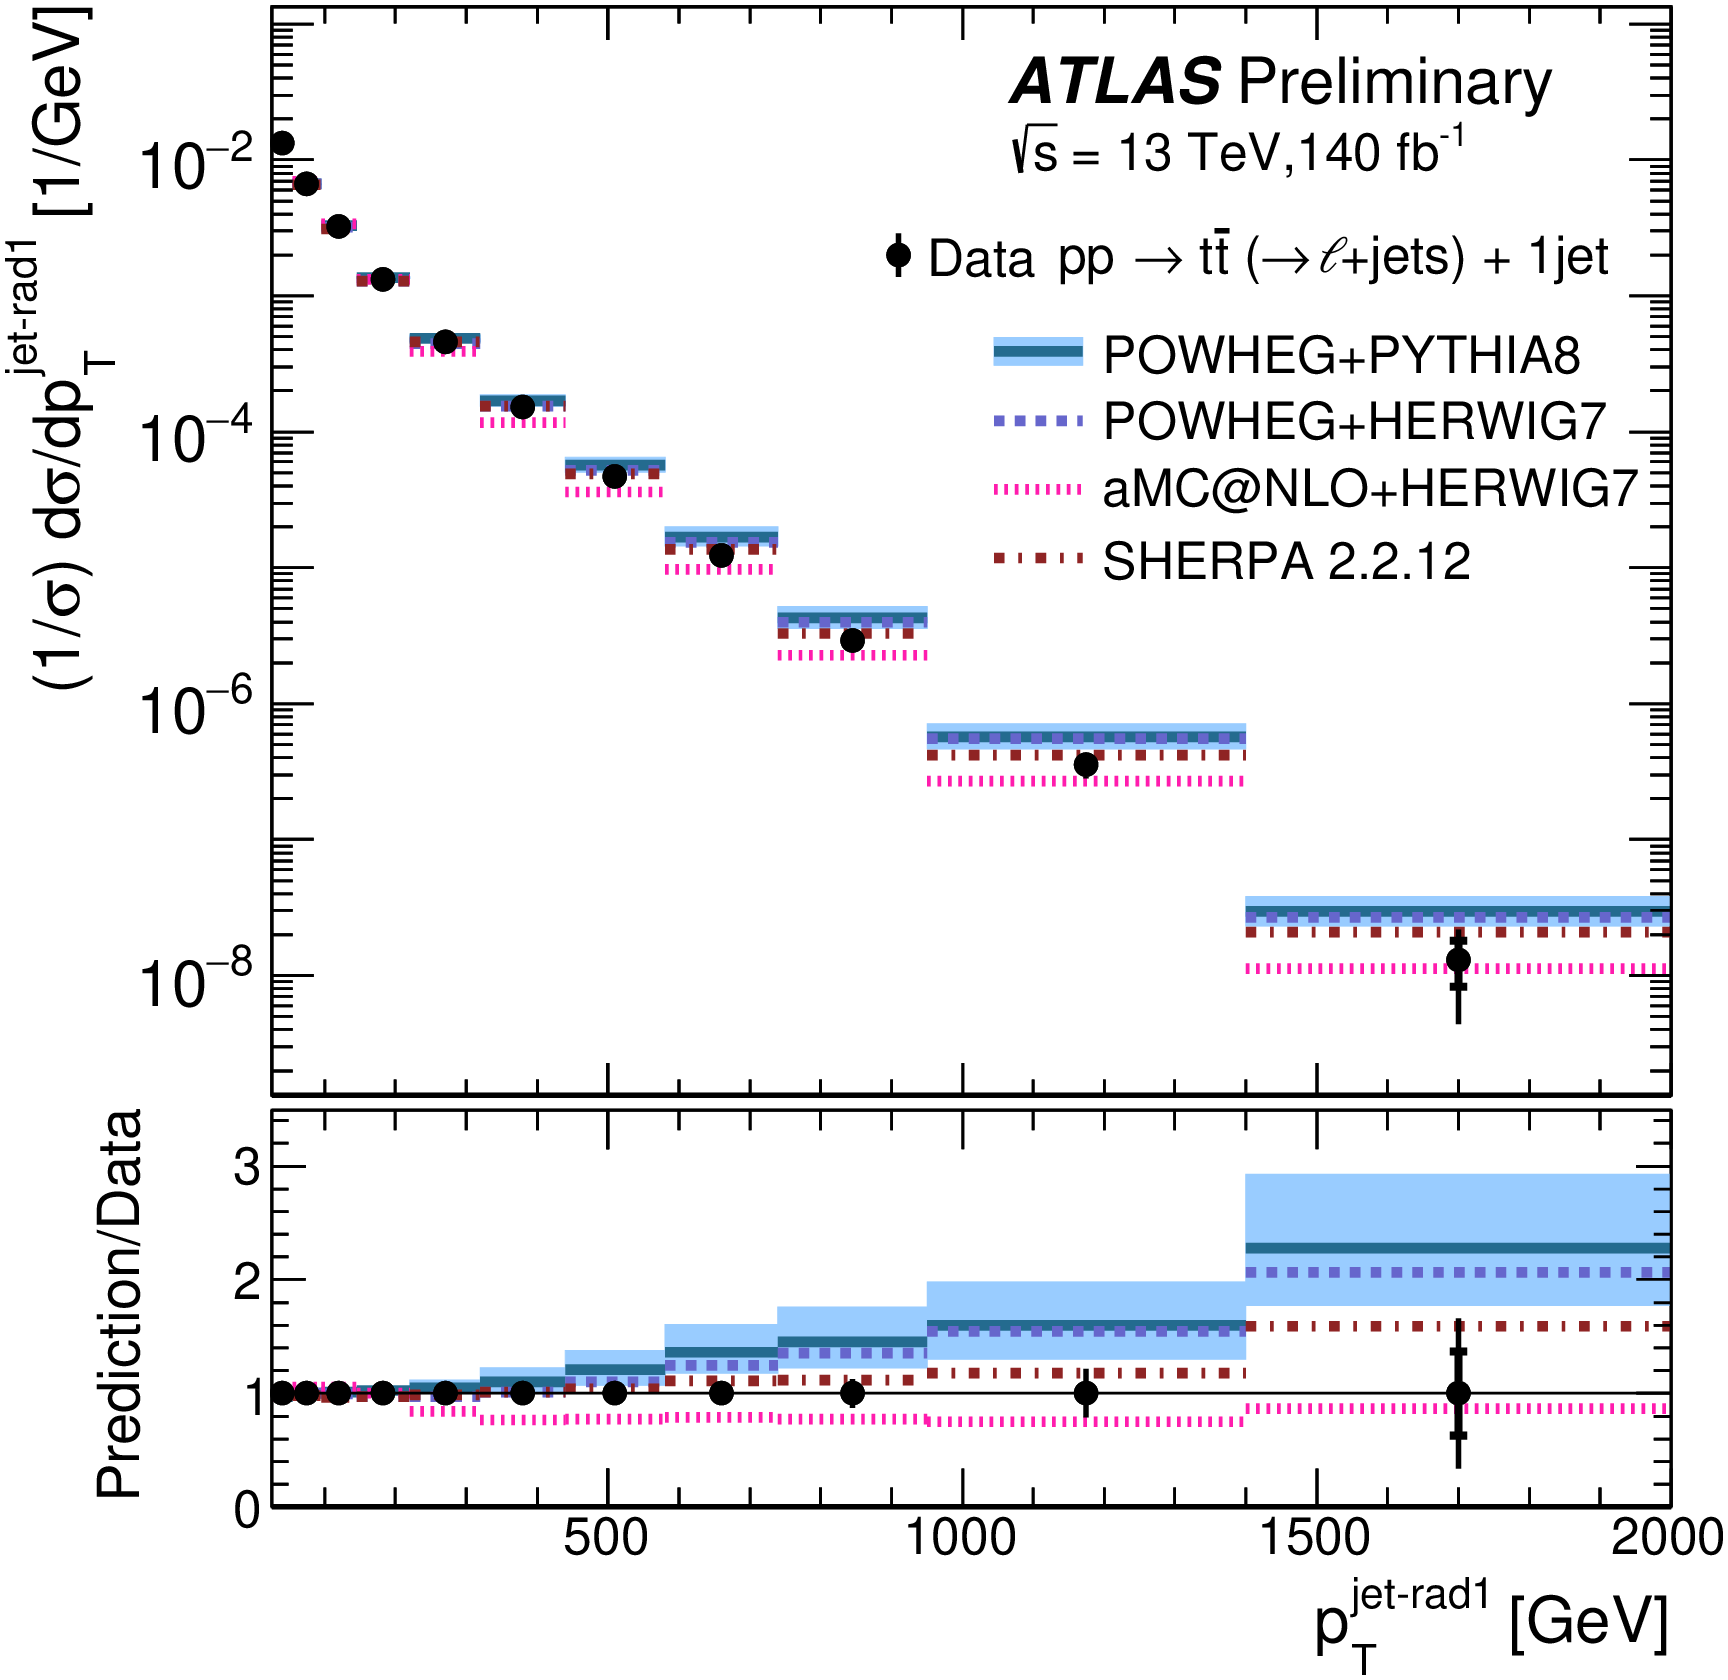 ATLAS Preliminary
√s = 13 TeV,140 fb⁻¹
Data pp → tt̄ (→ℓ+jets) + 1jet
POWHEG+PYTHIA8
POWHEG+HERWIG7
aMC@NLO+HERWIG7
SHERPA 2.2.12
(1/σ) dσ/dp_T^jet-rad1 [1/GeV]
10⁻²
10⁻⁴
10⁻⁶
10⁻⁸
Prediction/Data
3
2
1
0
500 1000 1500 2000
p_T^jet-rad1 [GeV]